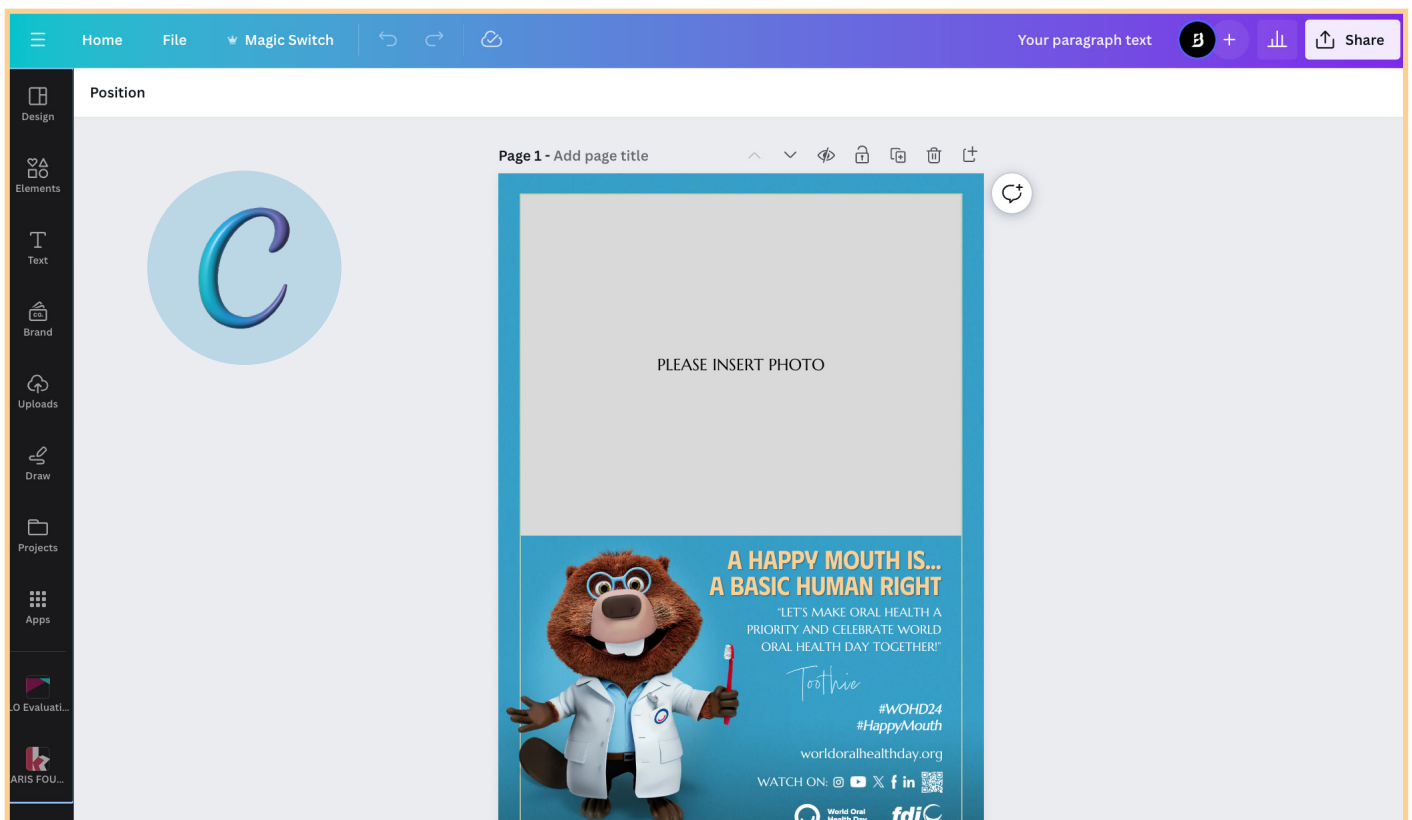 Home File Magic Switch Your paragraph text Share
Position
Design
Elements
Text
CO.
Brand
Uploads
Draw
Projects
Apps
LO Evaluati...
ARIS FOU...
C
Page 1 - Add page title
PLEASE INSERT PHOTO
A HAPPY MOUTH IS...
A BASIC HUMAN RIGHT
“LET'S MAKE ORAL HEALTH A
PRIORITY AND CELEBRATE WORLD
ORAL HEALTH DAY TOGETHER!”
Toothie
#WOHD24
#HappyMouth
worldoralhealthday.org
WATCH ON:
World Oral
Health Day
fdi